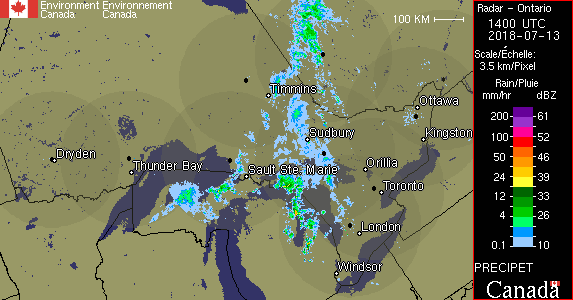 Environment Environnement
Canada Canada
100 KM
Timmins
Ottawa
Sudbury
Kingston
Dryden
Thunder Bay
Sault Ste. Marie
Orillia
Toronto
London
Windsor
Radar - Ontario
1400 UTC
2018-07-13
Scale/Échelle:
3.5 km/Pixel
Rain/Pluie
mm/hr dBZ
200 61
100 52
50 46
24 39
12 33
4 26
0.1 10
PRECIPET
Canada